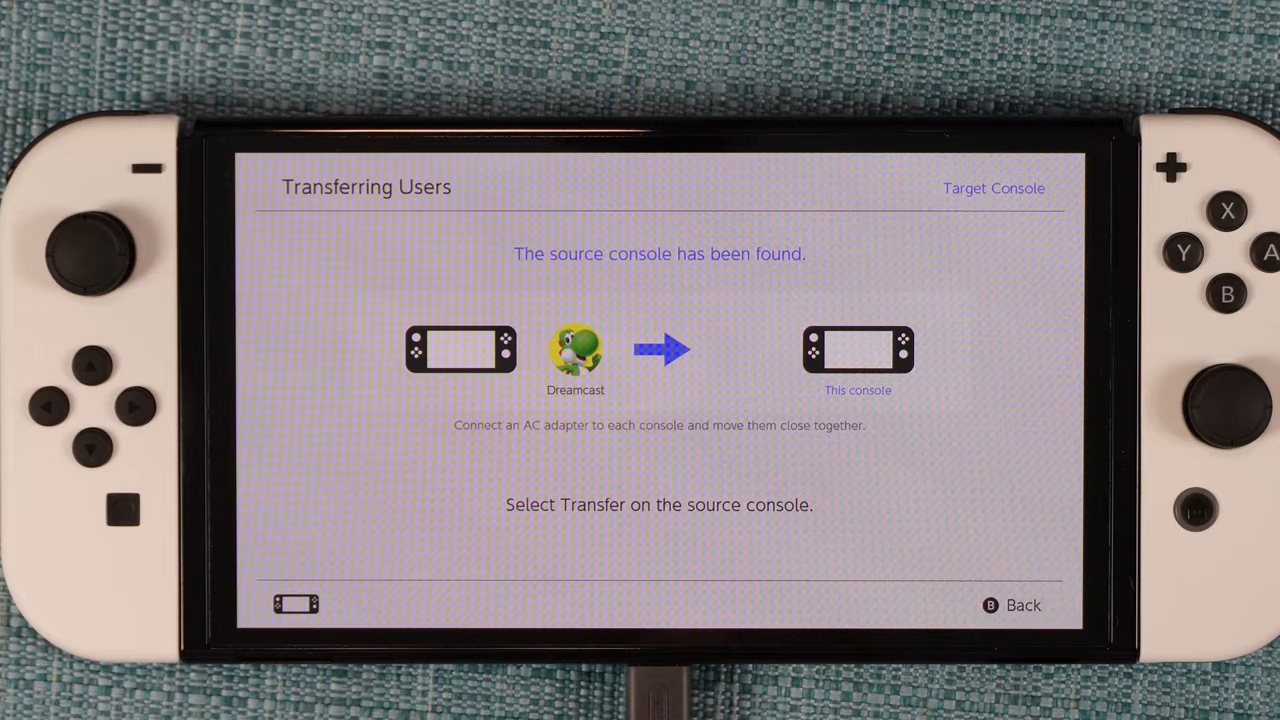 Transferring Users
Target Console
The source console has been found.
Dreamcast
This console
Connect an AC adapter to each console and move them close together.
Select Transfer on the source console.
B Back
X
Y
A
B